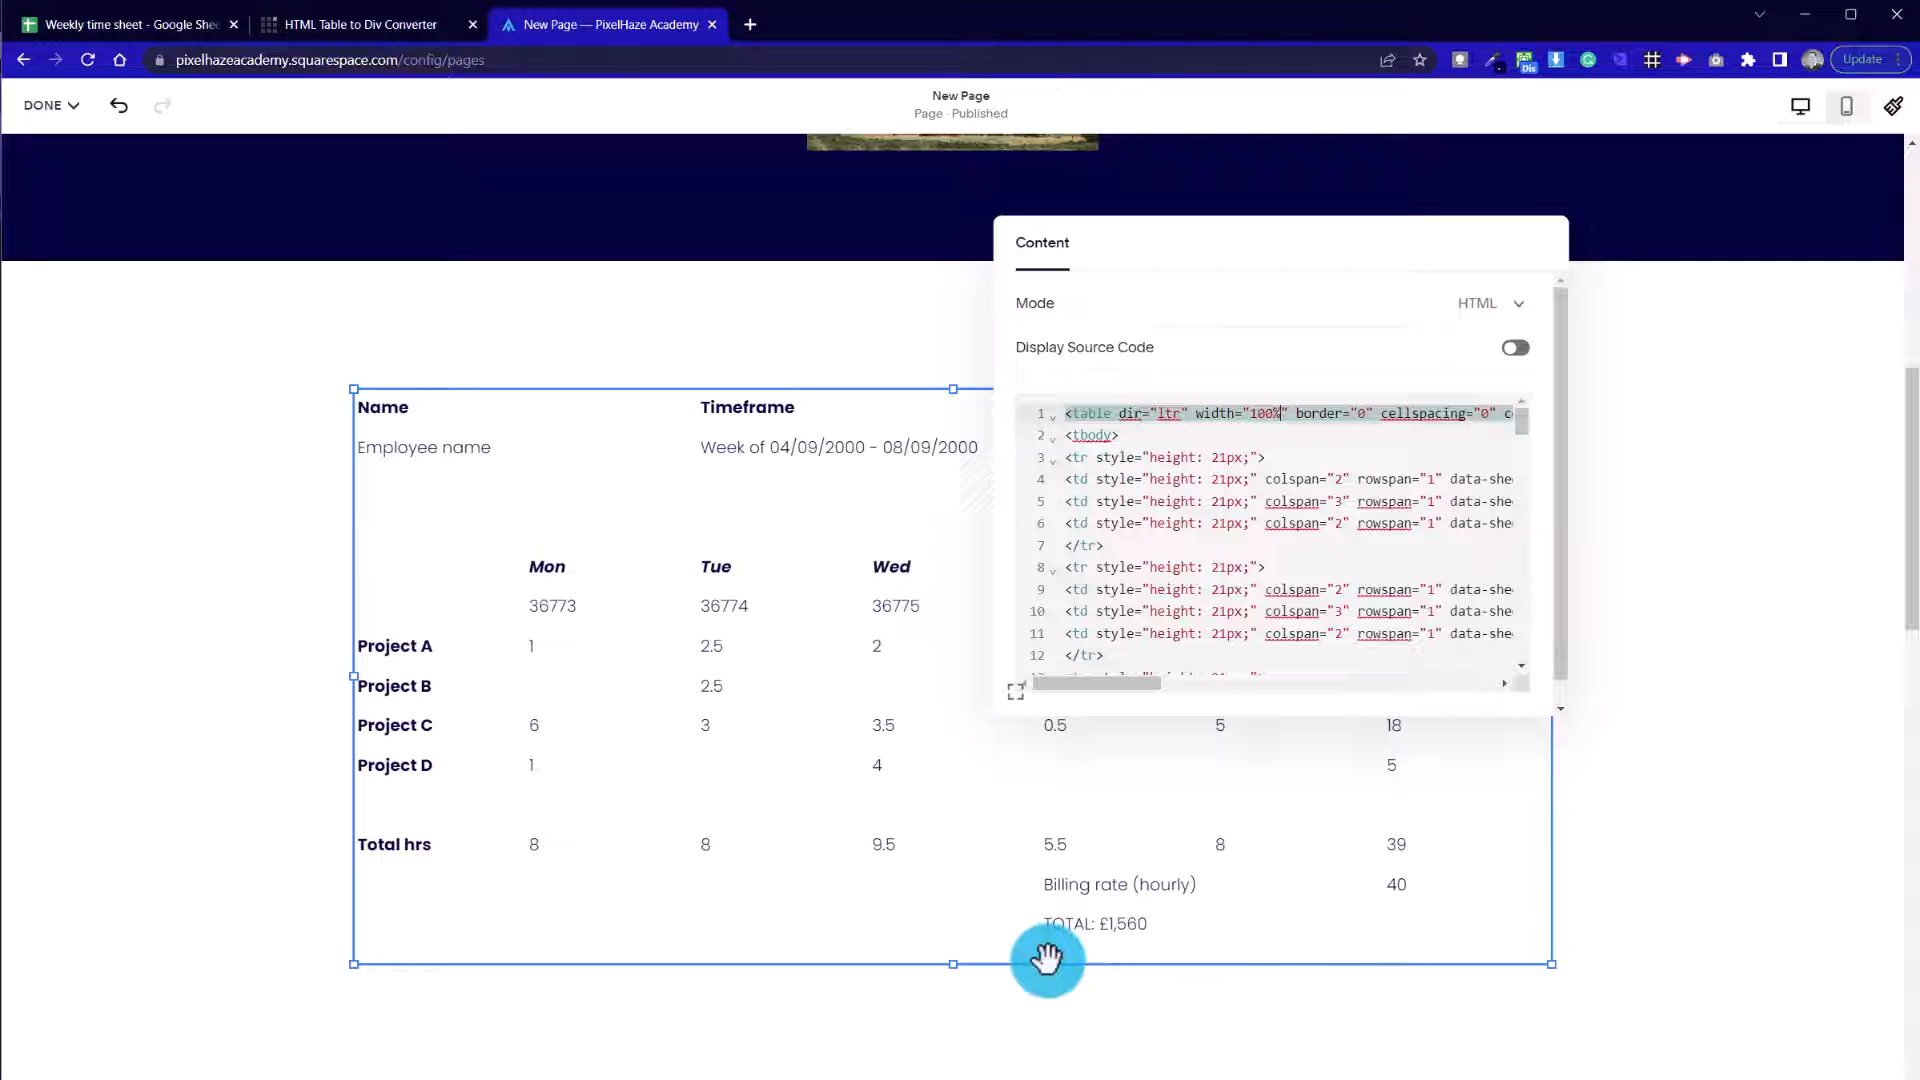 Weekly time sheet - Google She
HTML Table to Div Converter
New Page — PixelHaze Academy
pixelhazeacademy.squarespace.com/config/pages
Dis
Update
DONE
New Page
Page · Published
Content
Mode
HTML
Display Source Code
1 <table dir="ltr" width="100%" border="0" cellspacing="0" c
2 <tbody>
3 <tr style="height: 21px;">
4 <td style="height: 21px;" colspan="2" rowspan="1" data-she
5 <td style="height: 21px;" colspan="3" rowspan="1" data-she
6 <td style="height: 21px;" colspan="2" rowspan="1" data-she
7 </tr>
8 <tr style="height: 21px;">
9 <td style="height: 21px;" colspan="2" rowspan="1" data-she
10 <td style="height: 21px;" colspan="3" rowspan="1" data-she
11 <td style="height: 21px;" colspan="2" rowspan="1" data-she
12 </tr>
Name Timeframe
Employee name Week of 04/09/2000 - 08/09/2000
Mon Tue Wed
36773 36774 36775
Project A 1 2.5 2
Project B 2.5
Project C 6 3 3.5 0.5 5 18
Project D 1 4 5
Total hrs 8 8 9.5 5.5 8 39
Billing rate (hourly) 40
TOTAL: £1,560